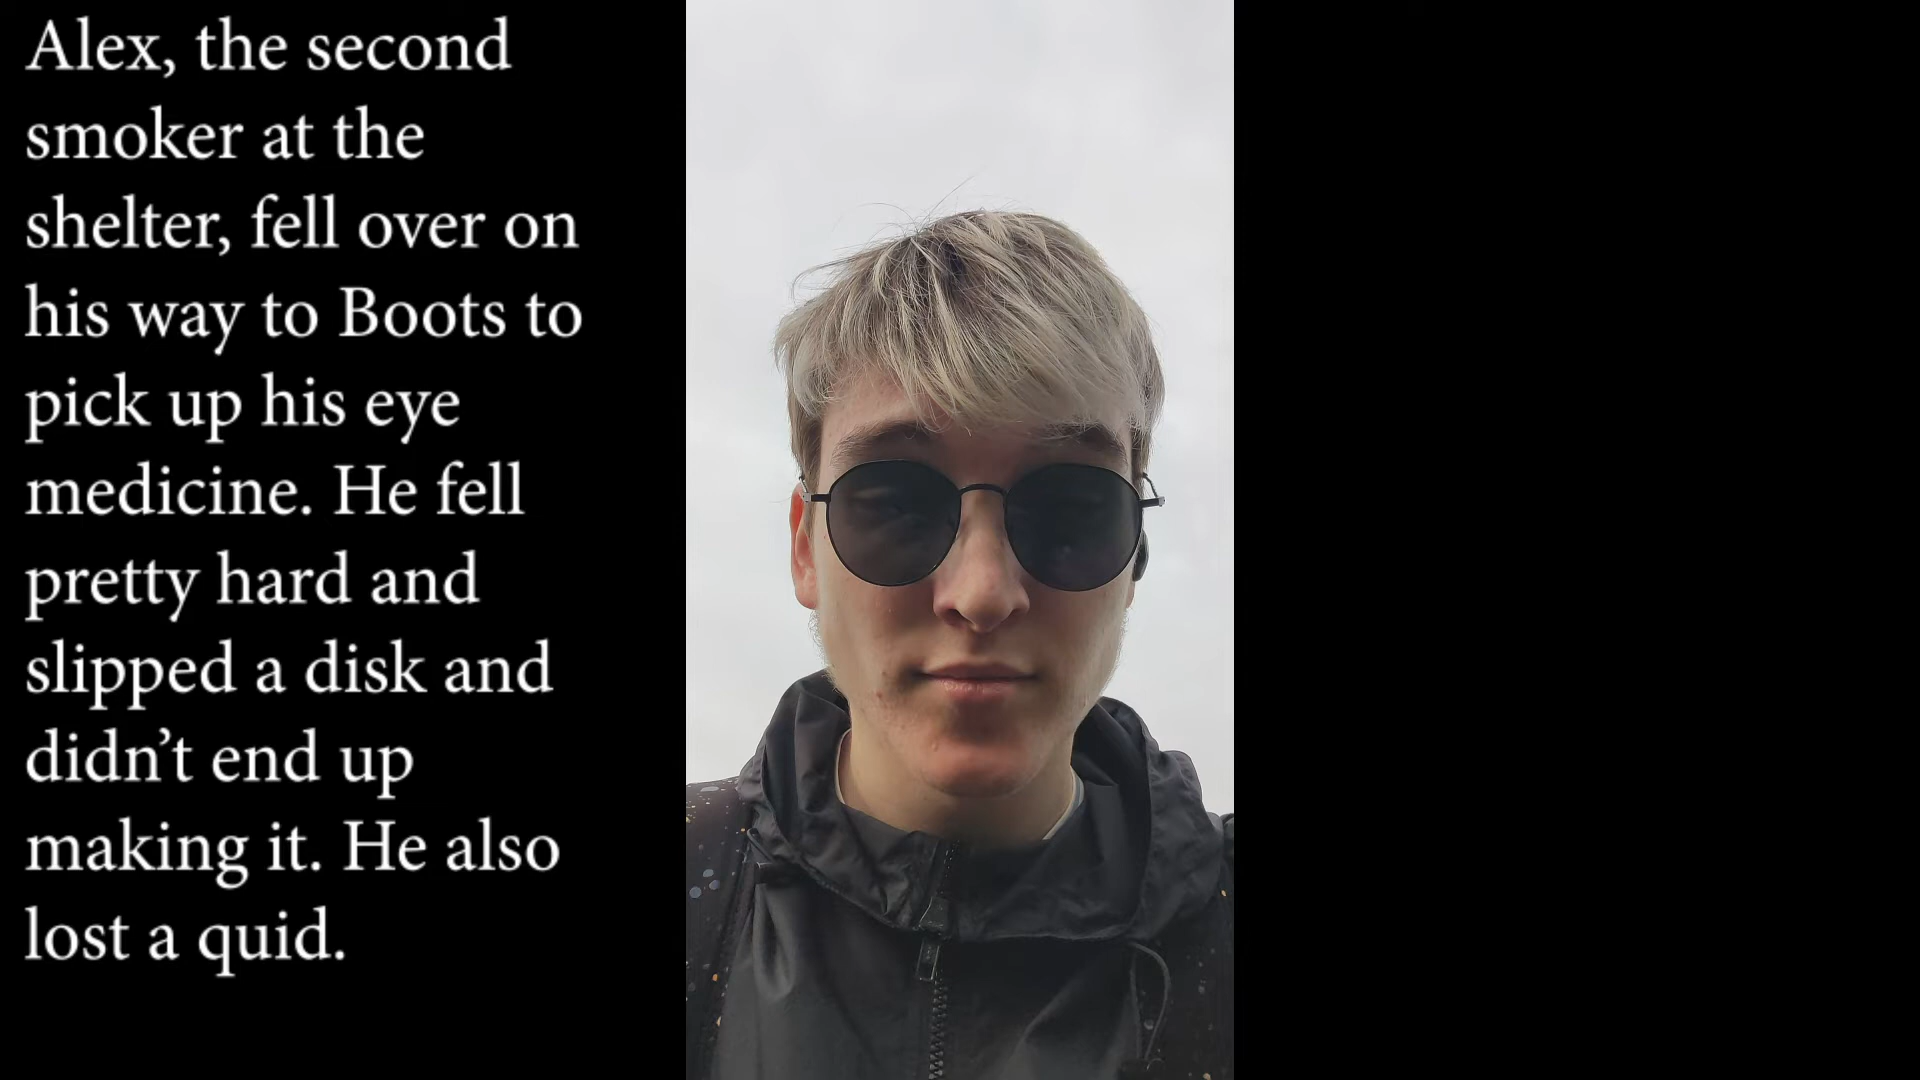 Alex, the second
smoker at the
shelter, fell over on
his way to Boots to
pick up his eye
medicine. He fell
pretty hard and
slipped a disk and
didn’t end up
making it. He also
lost a quid.